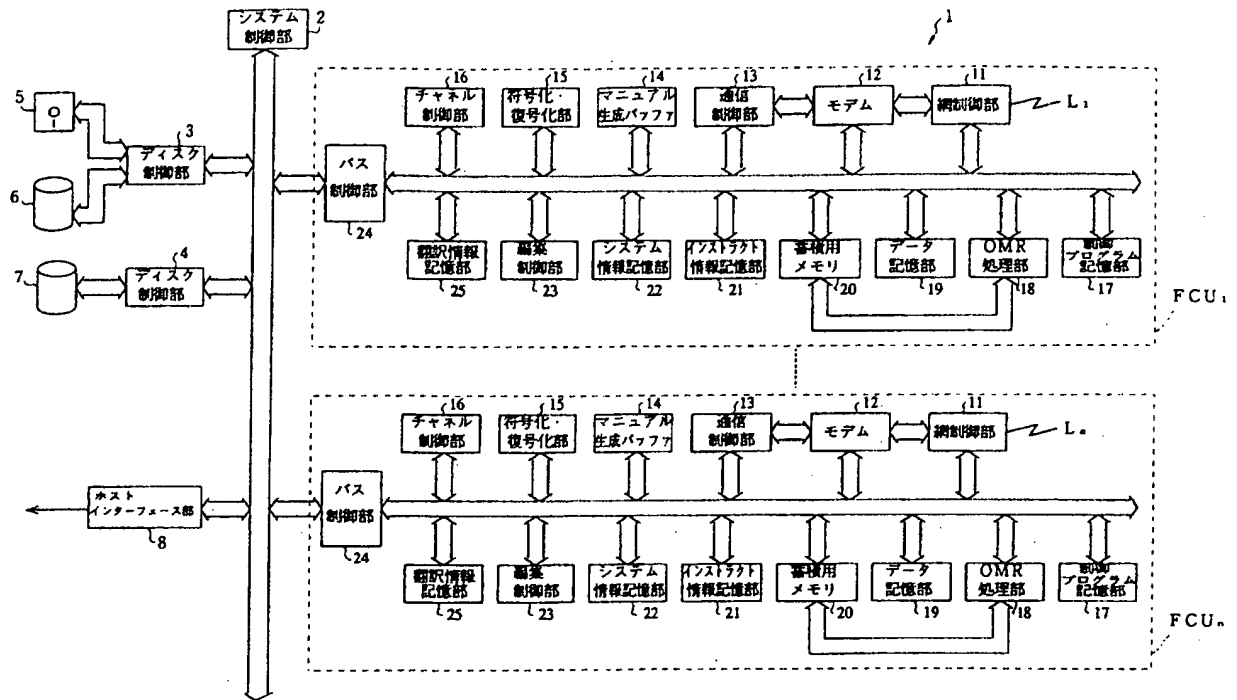 システム
制御部
2
1
5
6
7
3
ディスク
制御部
4
ディスク
制御部
ホスト
インターフェース部
8
バス
制御部
24
16
チャネル
制御部
15
符号化・
復号化部
14
マニュアル
生成バッファ
13
通信
制御部
12
モデム
11
網制御部
L₁
翻訳情報
記憶部
25
編集
制御部
23
システム
情報記憶部
22
インストラクト
情報記憶部
21
蓄積用
メモリ
20
データ
記憶部
19
OMR
処理部
18
制御
プログラム
記憶部
17
FCU₁
バス
制御部
24
16
チャネル
制御部
15
符号化・
復号化部
14
マニュアル
生成バッファ
13
通信
制御部
12
モデム
11
網制御部
Lₙ
翻訳情報
記憶部
25
編集
制御部
23
システム
情報記憶部
22
インストラクト
情報記憶部
21
蓄積用
メモリ
20
データ
記憶部
19
OMR
処理部
18
制御
プログラム
記憶部
17
FCUₙ